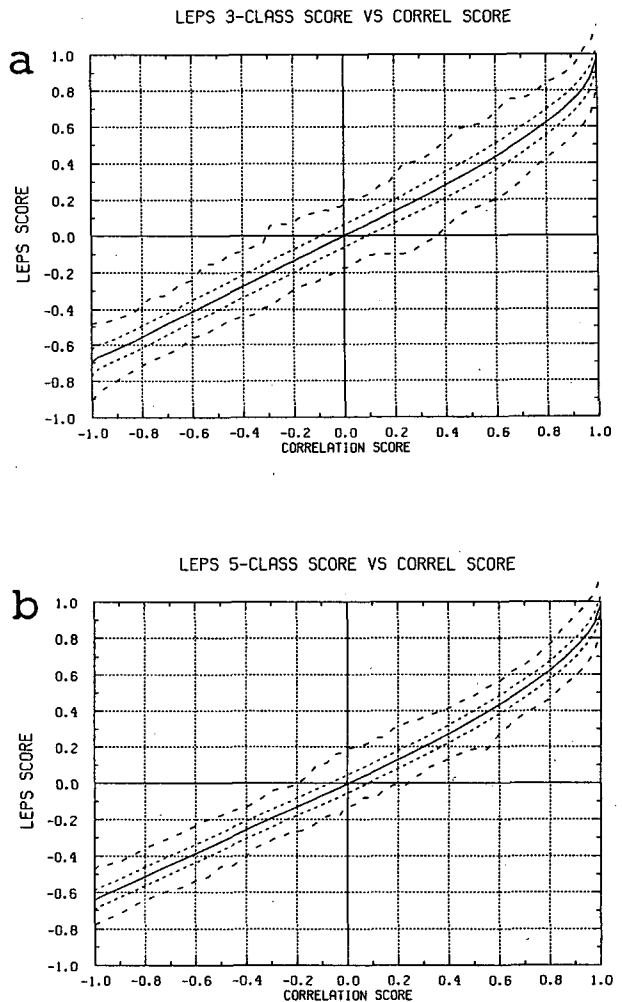 LEPS 3-CLASS SCORE VS CORREL SCORE
a
1.0
0.8
0.6
0.4
0.2
0.0
-0.2
-0.4
-0.6
-0.8
-1.0
LEPS SCORE
-1.0 -0.8 -0.6 -0.4 -0.2 0.0 0.2 0.4 0.6 0.8 1.0
CORRELATION SCORE
LEPS 5-CLASS SCORE VS CORREL SCORE
b
1.0
0.8
0.6
0.4
0.2
0.0
-0.2
-0.4
-0.6
-0.8
-1.0
LEPS SCORE
-1.0 -0.8 -0.6 -0.4 -0.2 0.0 0.2 0.4 0.6 0.8 1.0
CORRELATION SCORE